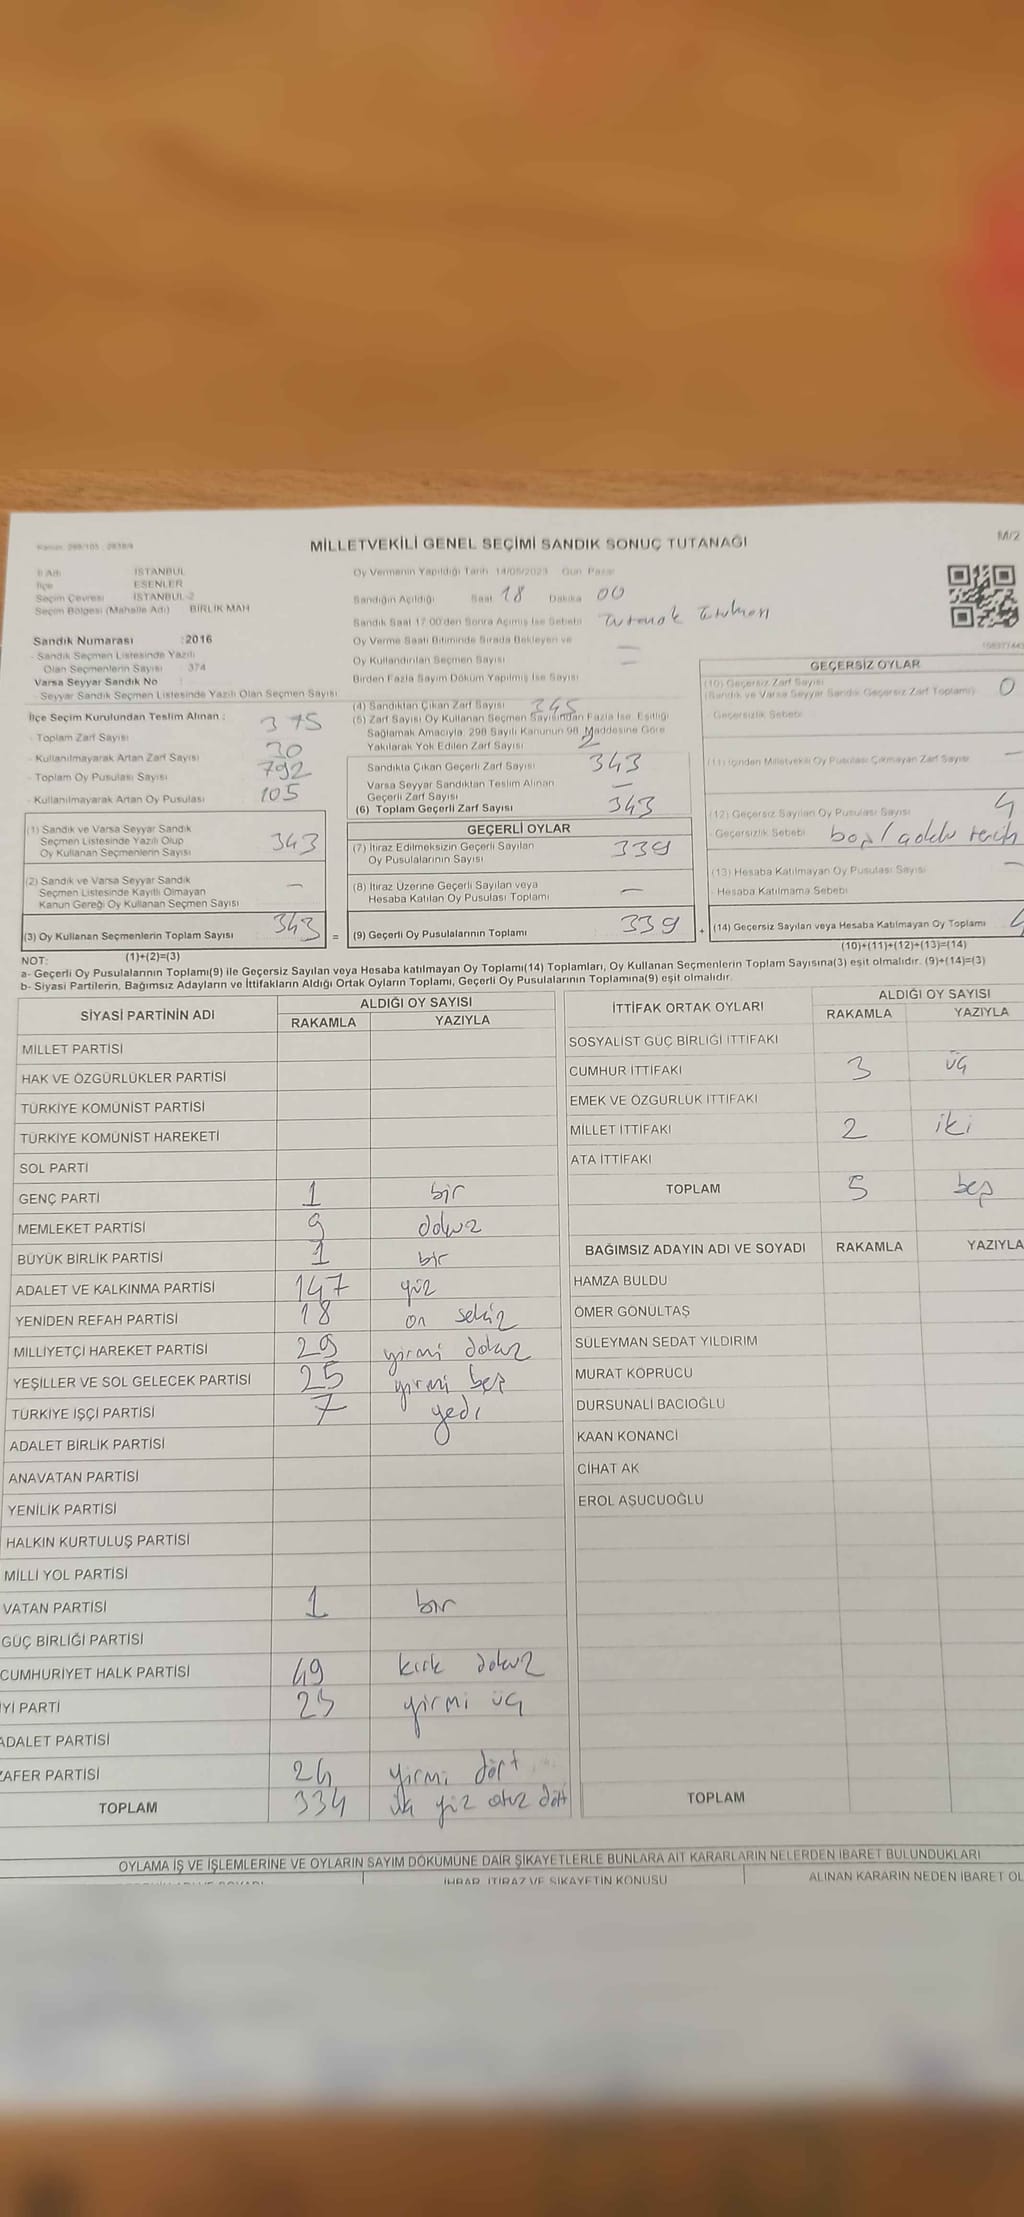 MİLLETVEKİLİ GENEL SEÇİMİ SANDIK SONUÇ TUTANAĞI
M/2
İl Adı İSTANBUL
İlçe ESENLER
Seçim Çevresi İSTANBUL-2
Seçim Bölgesi (Mahalle Adı) BİRLİK MAH
Oy Vermenin Yapıldığı Tarih 14/05/2023 Gün Pazar
Sandığın Açıldığı Saat 18 Dakika 00
Sandık Saat 17:00'den Sonra Açılmış İse Sebebi Tutanak
Oy Verme Saati Bitiminde Sırada Bekleyen ve
Oy Kullandırılan Seçmen Sayısı —
Birden Fazla Sayım Döküm Yapılmış İse Sayısı —
Sandık Numarası : 2016
- Sandık Seçmen Listesinde Yazılı
Olan Seçmenlerin Sayısı 374
Varsa Seyyar Sandık No :
- Seyyar Sandık Seçmen Listesinde Yazılı Olan Seçmen Sayısı
İlçe Seçim Kurulundan Teslim Alınan :
- Toplam Zarf Sayısı 375
- Kullanılmayarak Artan Zarf Sayısı 30
- Toplam Oy Pusulası Sayısı 792
- Kullanılmayarak Artan Oy Pusulası 105
(1) Sandık ve Varsa Seyyar Sandık
Seçmen Listesinde Yazılı Olup
Oy Kullanan Seçmenlerin Sayısı 343
(2) Sandık ve Varsa Seyyar Sandık
Seçmen Listesinde Kayıtlı Olmayan
Kanun Gereği Oy Kullanan Seçmen Sayısı —
(3) Oy Kullanan Seçmenlerin Toplam Sayısı 343 =
(4) Sandıktan Çıkan Zarf Sayısı 345
(5) Zarf Sayısı Oy Kullanan Seçmen Sayısından Fazla İse, Eşitliği
Sağlamak Amacıyla, 298 Sayılı Kanunun 98. Maddesine Göre
Yakılarak Yok Edilen Zarf Sayısı 2
Sandıkta Çıkan Geçerli Zarf Sayısı 343
Varsa Seyyar Sandıktan Teslim Alınan
Geçerli Zarf Sayısı —
(6) Toplam Geçerli Zarf Sayısı 343
GEÇERLİ OYLAR
(7) İtiraz Edilmeksizin Geçerli Sayılan
Oy Pusulalarının Sayısı 339
(8) İtiraz Üzerine Geçerli Sayılan veya
Hesaba Katılan Oy Pusulası Toplamı —
(9) Geçerli Oy Pusulalarının Toplamı 339 +
GEÇERSİZ OYLAR
(10) Geçersiz Zarf Sayısı
(Sandık ve Varsa Seyyar Sandık Geçersiz Zarf Toplamı) 0
- Geçersizlik Sebebi
(11) İçinden Milletvekili Oy Pusulası Çıkmayan Zarf Sayısı —
(12) Geçersiz Sayılan Oy Pusulası Sayısı 4
- Geçersizlik Sebebi boş/
(13) Hesaba Katılmayan Oy Pusulası Sayısı —
- Hesaba Katılmama Sebebi
(14) Geçersiz Sayılan veya Hesaba Katılmayan Oy Toplamı 4
NOT: (1)+(2)=(3) (10)+(11)+(12)+(13)=(14)
a- Geçerli Oy Pusulalarının Toplamı(9) ile Geçersiz Sayılan veya Hesaba katılmayan Oy Toplamı(14) Toplamları, Oy Kullanan Seçmenlerin Toplam Sayısına(3) eşit olmalıdır. (9)+(14)=(3)
b- Siyasi Partilerin, Bağımsız Adayların ve İttifakların Aldığı Ortak Oyların Toplamı, Geçerli Oy Pusulalarının Toplamına(9) eşit olmalıdır.
SİYASİ PARTİNİN ADI ALDIĞI OY SAYISI
RAKAMLA YAZIYLA
MİLLET PARTİSİ
HAK VE ÖZGÜRLÜKLER PARTİSİ
TÜRKİYE KOMÜNİST PARTİSİ
TÜRKİYE KOMÜNİST HAREKETİ
SOL PARTİ
GENÇ PARTİ 1 bir
MEMLEKET PARTİSİ 9 dokuz
BÜYÜK BİRLİK PARTİSİ 1 bir
ADALET VE KALKINMA PARTİSİ 147 yüz
YENİDEN REFAH PARTİSİ 18 on sekiz
MİLLİYETÇİ HAREKET PARTİSİ 29 yirmi dokuz
YEŞİLLER VE SOL GELECEK PARTİSİ 25 yirmi beş
TÜRKİYE İŞÇİ PARTİSİ 7 yedi
ADALET BİRLİK PARTİSİ
ANAVATAN PARTİSİ
YENİLİK PARTİSİ
HALKIN KURTULUŞ PARTİSİ
MİLLİ YOL PARTİSİ
VATAN PARTİSİ 1 bir
GÜÇ BİRLİĞİ PARTİSİ
CUMHURİYET HALK PARTİSİ 49 kırk dokuz
İYİ PARTİ 23 yirmi üç
ADALET PARTİSİ
ZAFER PARTİSİ 24 yirmi dört
TOPLAM 334 yüz otuz dört
İTTİFAK ORTAK OYLARI ALDIĞI OY SAYISI
RAKAMLA YAZIYLA
SOSYALİST GÜÇ BİRLİĞİ İTTİFAKI
CUMHUR İTTİFAKI 3 üç
EMEK VE ÖZGÜRLÜK İTTİFAKI
MİLLET İTTİFAKI 2 iki
ATA İTTİFAKI
TOPLAM 5 beş
BAĞIMSIZ ADAYIN ADI VE SOYADI RAKAMLA YAZIYLA
HAMZA BULDU
ÖMER GÖNÜLTAŞ
SÜLEYMAN SEDAT YILDIRIM
MURAT KÖPRÜCÜ
DURSUNALİ BACIOĞLU
KAAN KONANCİ
CİHAT AK
EROL AŞUCUOĞLU
TOPLAM
OYLAMA İŞ VE İŞLEMLERİNE VE OYLARIN SAYIM DÖKÜMÜNE DAİR ŞİKAYETLERLE BUNLARA AİT KARARLARIN NELERDEN İBARET BULUNDUKLARI
İHBAR, İTİRAZ VE ŞİKAYETİN KONUSU ALINAN KARARIN NEDEN İBARET OL